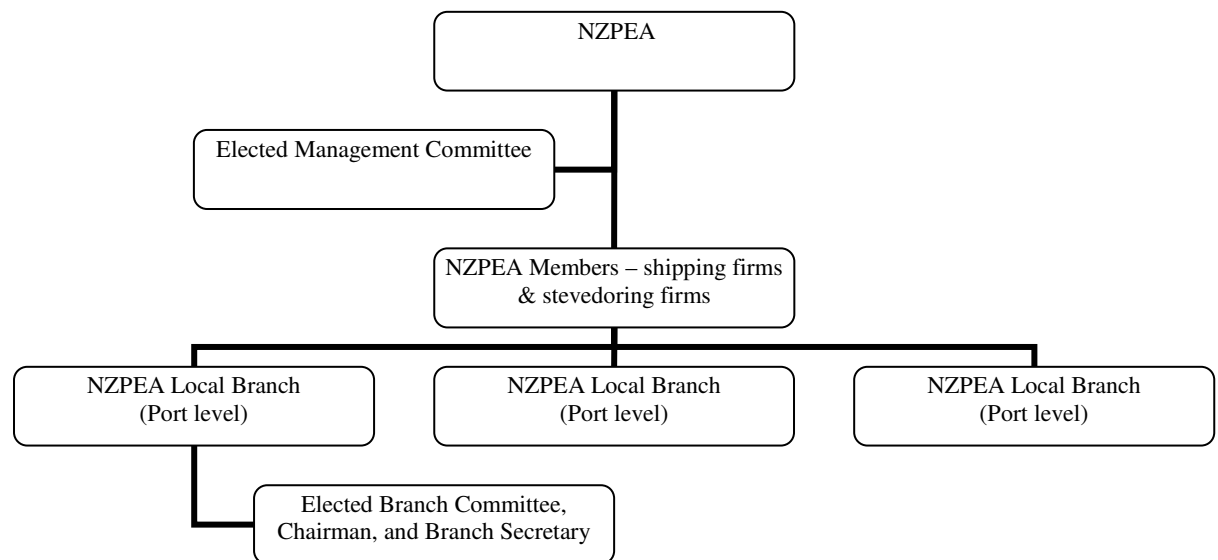 NZPEA
Elected Management Committee
NZPEA Members – shipping firms
& stevedoring firms
NZPEA Local Branch
(Port level)
NZPEA Local Branch
(Port level)
NZPEA Local Branch
(Port level)
Elected Branch Committee,
Chairman, and Branch Secretary